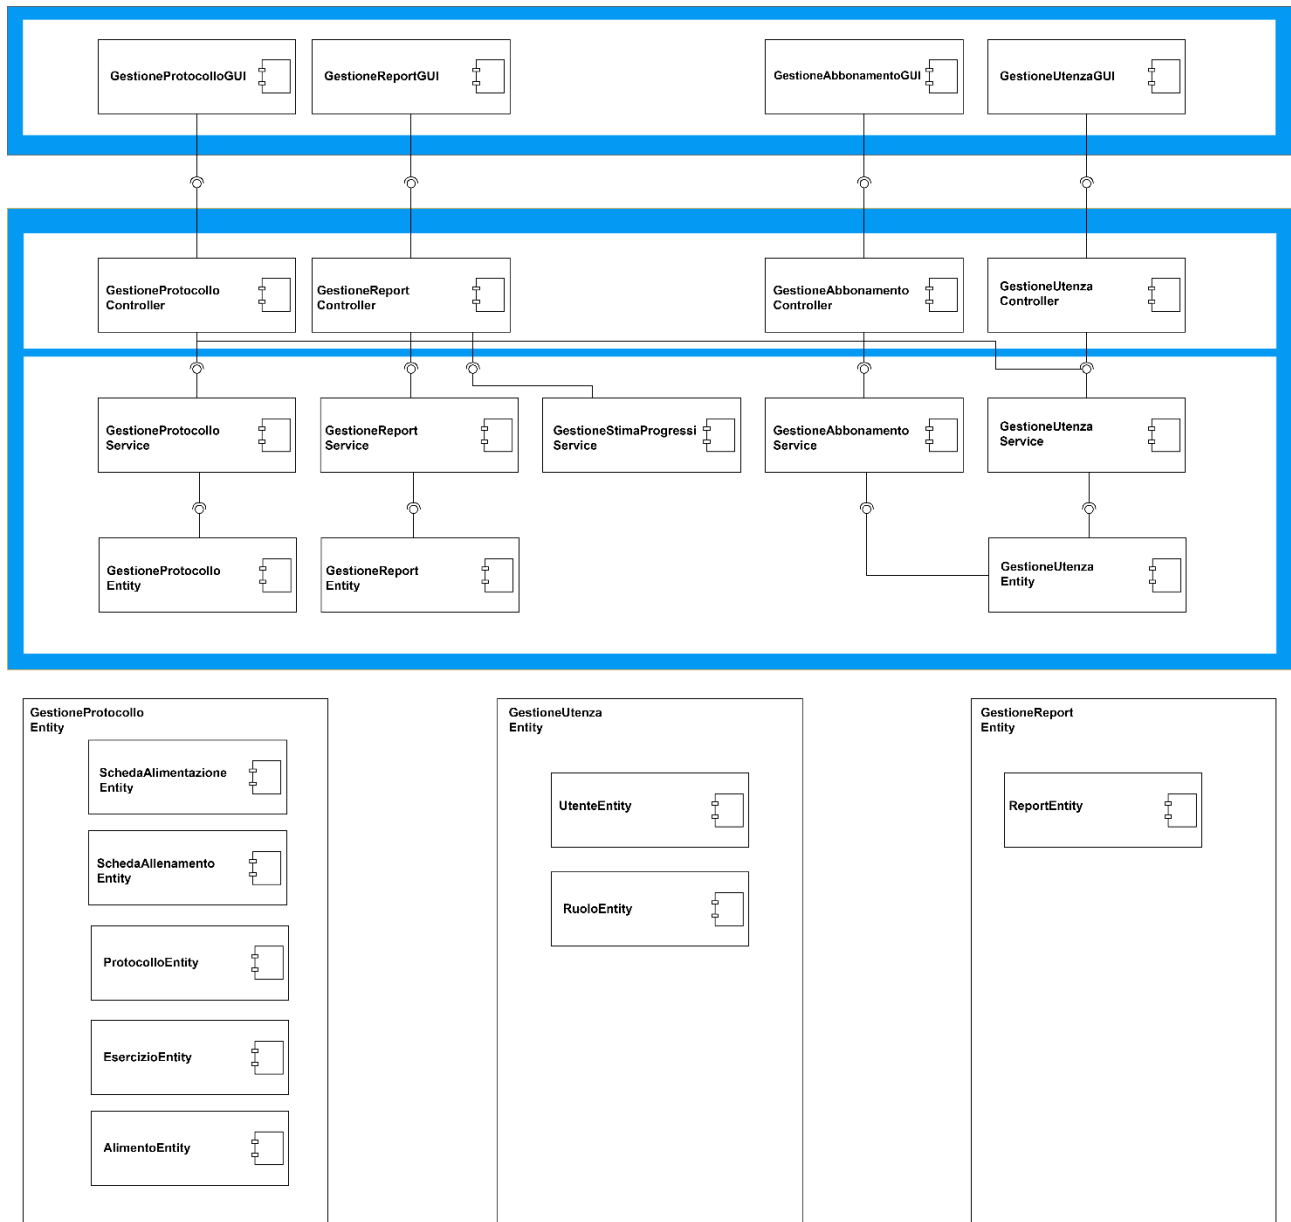 GestioneProtocolloGUI
GestioneReportGUI
GestioneAbbonamentoGUI
GestioneUtenzaGUI
GestioneProtocollo
Controller
GestioneReport
Controller
GestioneAbbonamento
Controller
GestioneUtenza
Controller
GestioneProtocollo
Service
GestioneReport
Service
GestioneStimaProgressi
Service
GestioneAbbonamento
Service
GestioneUtenza
Service
GestioneProtocollo
Entity
GestioneReport
Entity
GestioneUtenza
Entity
GestioneProtocollo
Entity
SchedaAlimentazione
Entity
SchedaAllenamento
Entity
ProtocolloEntity
EsercizioEntity
AlimentoEntity
GestioneUtenza
Entity
UtenteEntity
RuoloEntity
GestioneReport
Entity
ReportEntity